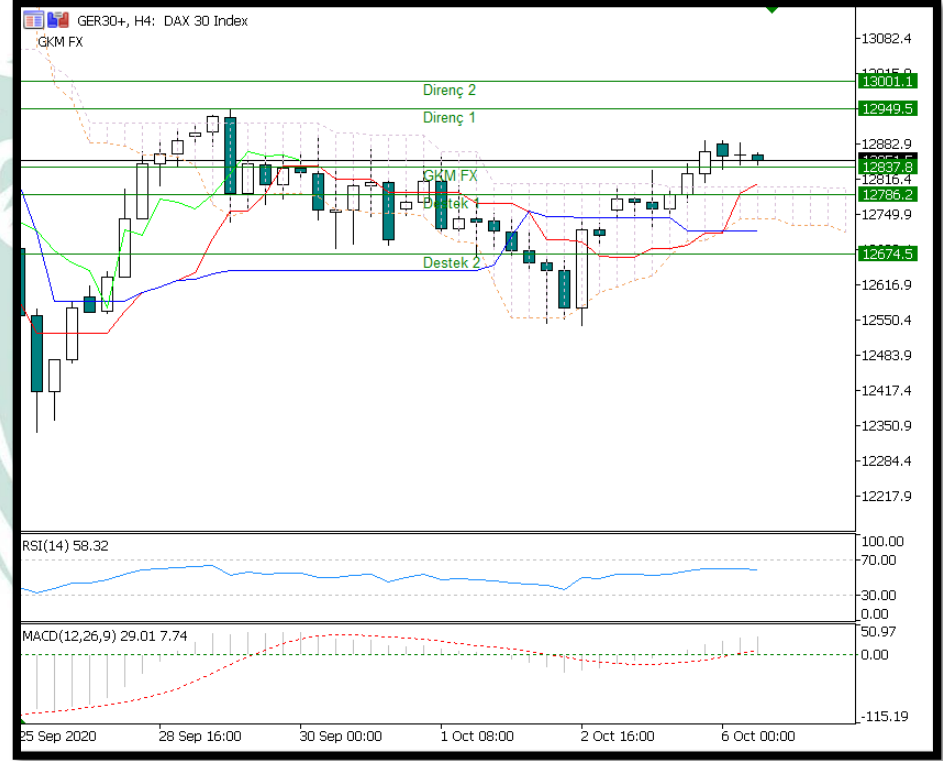 GER30+, H4: DAX 30 Index
GKM FX
13082.4
13001.1
Direnç 2
12949.5
Direnç 1
12882.9
12837.8
GKM FX
12816.4
12786.2
Destek 1
12749.9
12674.5
Destek 2
12616.9
12550.4
12483.9
12417.4
12350.9
12284.4
12217.9
RSI(14) 58.32
100.00
70.00
30.00
0.00
MACD(12,26,9) 29.01 7.74
50.97
0.00
-115.19
25 Sep 2020
28 Sep 16:00
30 Sep 00:00
1 Oct 08:00
2 Oct 16:00
6 Oct 00:00